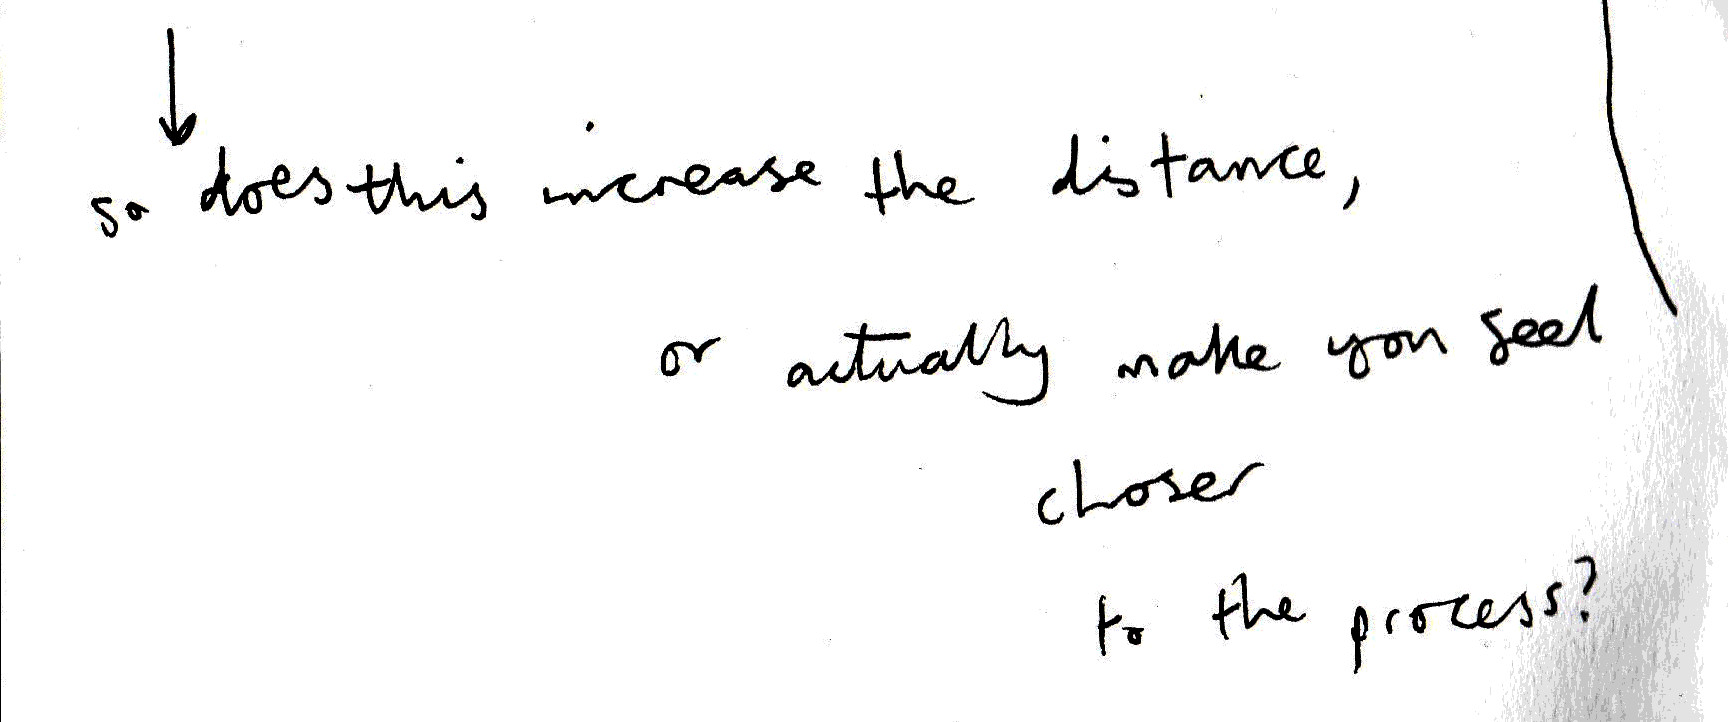 so does this increase the distance,
or actually make you feel
closer
to the process?